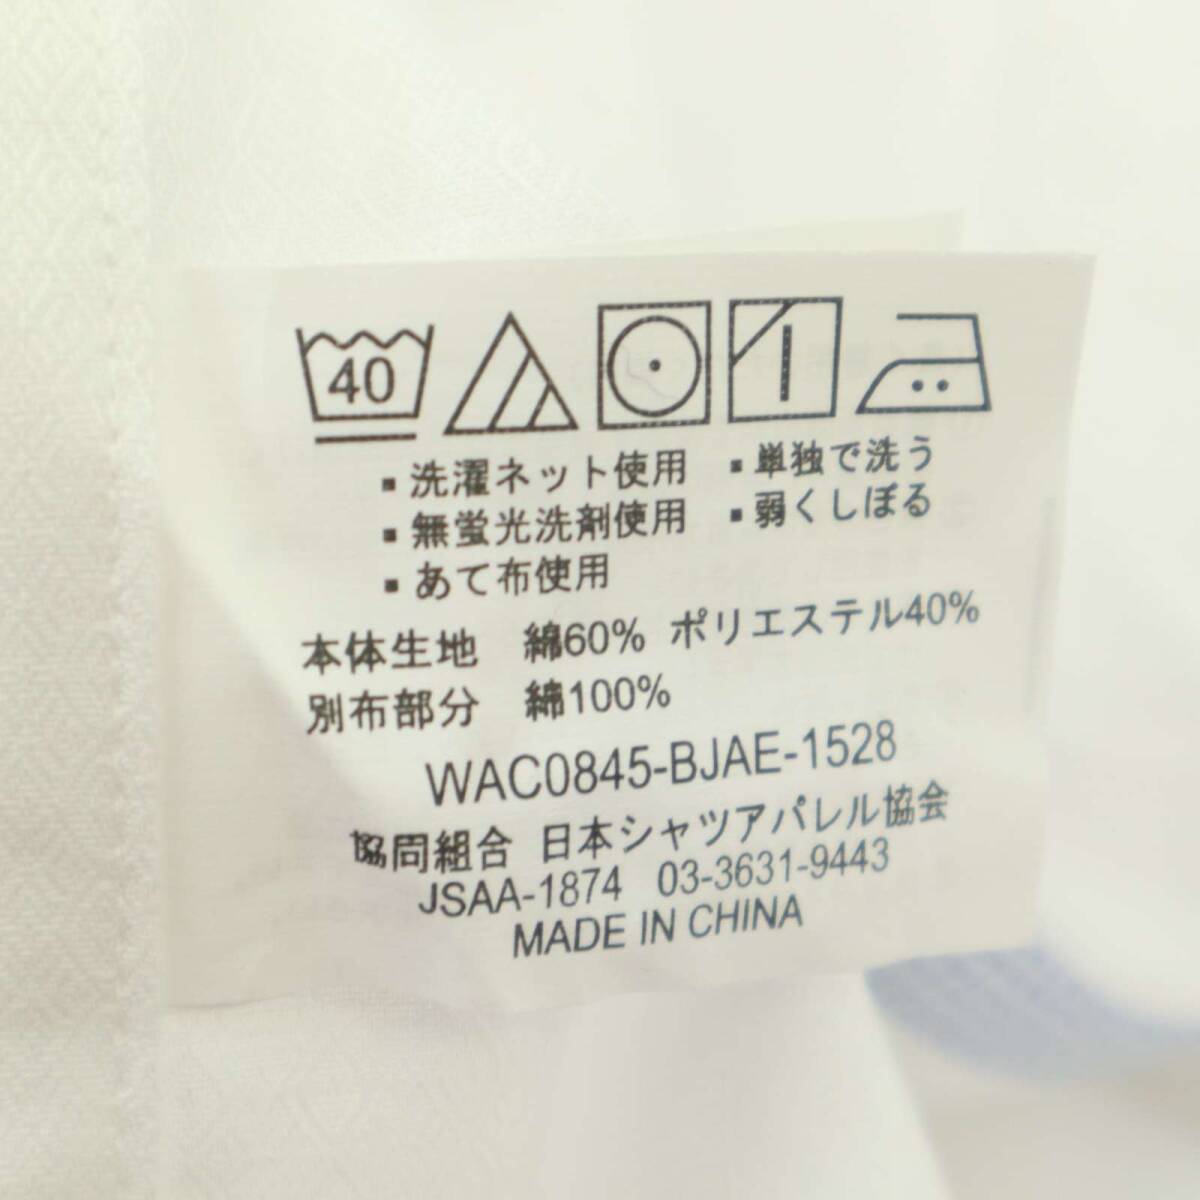 40
▪洗濯ネット使用 ▪単独で洗う
▪無蛍光洗剤使用 ▪弱くしぼる
▪あて布使用
本体生地 綿60% ポリエステル40%
別布部分 綿100%
WAC0845-BJAE-1528
協同組合 日本シャツアパレル協会
JSAA-1874 03-3631-9443
MADE IN CHINA